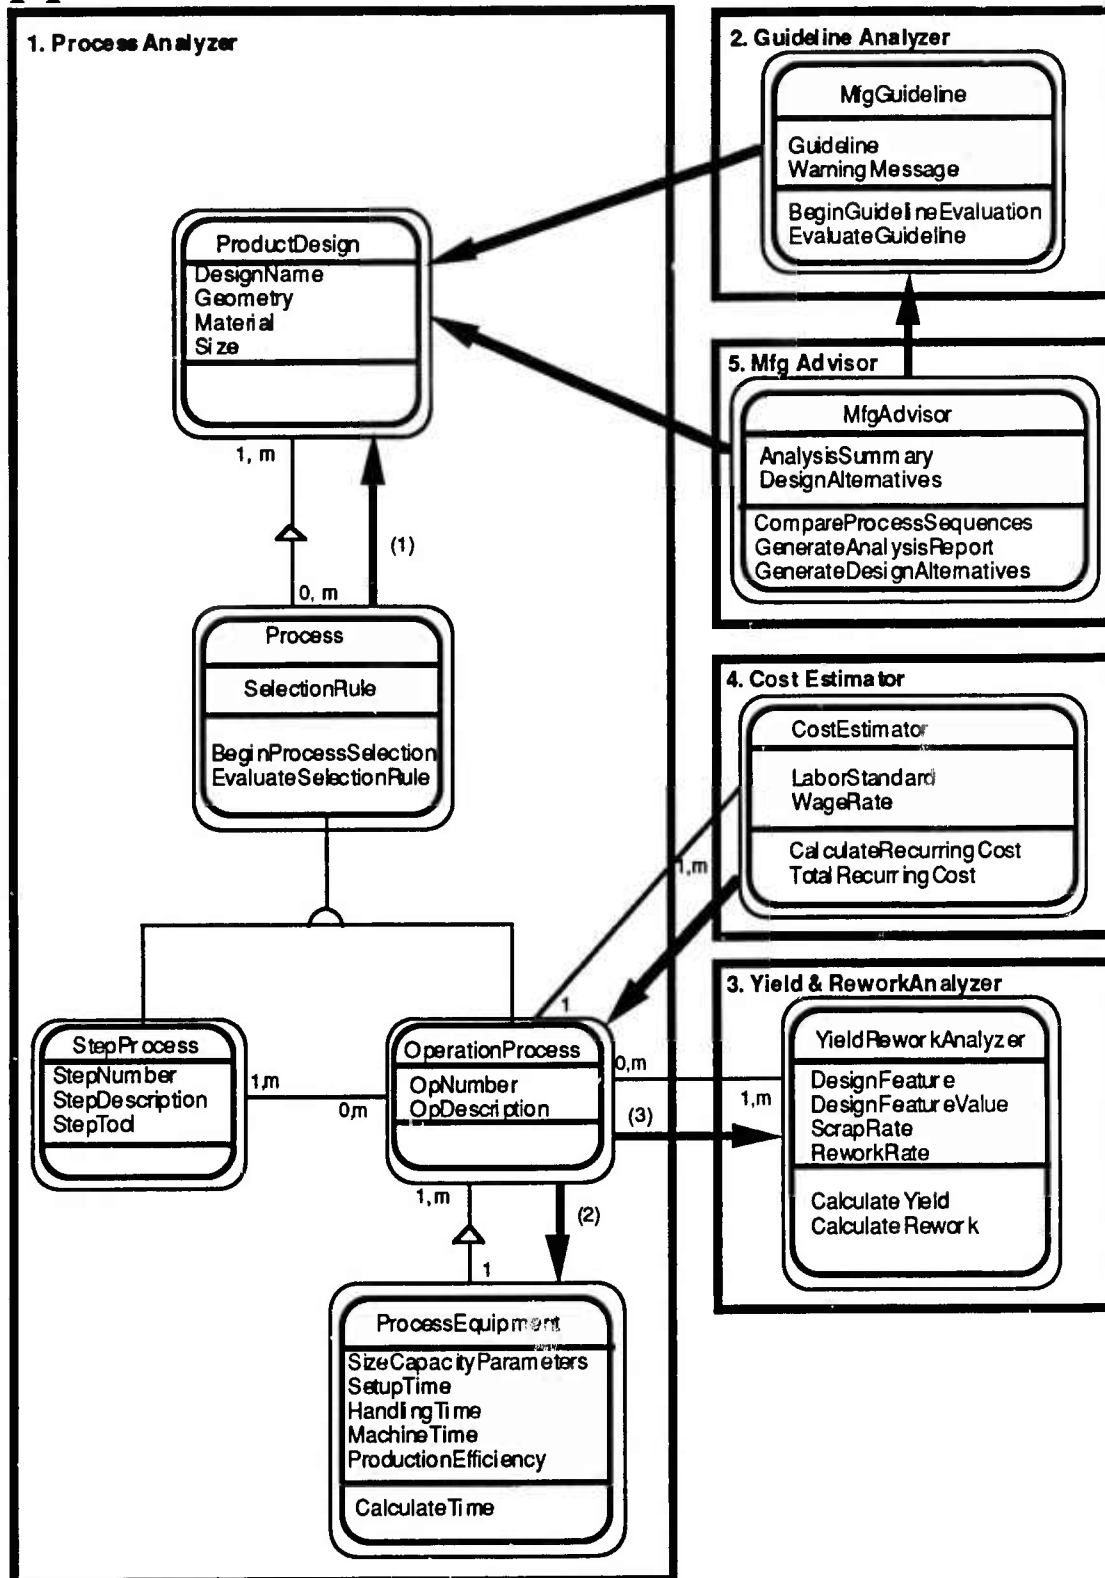 1. Process Analyzer
ProductDesign
DesignName
Geometry
Material
Size
1, m
(1)
0, m
Process
SelectionRule
BeginProcessSelection
EvaluateSelectionRule
StepProcess
StepNumber
StepDescription
StepTool
1,m
0,m
OperationProcess
OpNumber
OpDescription
1,m
(2)
1
ProcessEquipment
SizeCapacityParameters
SetupTime
HandlingTime
MachineTime
ProductionEfficiency
CalculateTime
2. Guideline Analyzer
MfgGuideline
Guideline
Warning Message
BeginGuidelineEvaluation
EvaluateGuideline
5. Mfg Advisor
MfgAdvisor
AnalysisSummary
DesignAlternatives
CompareProcessSequences
GenerateAnalysisReport
GenerateDesignAlternatives
4. Cost Estimator
CostEstimator
LaborStandard
WageRate
CalculateRecurringCost
TotalRecurringCost
1,m
1
3. Yield & ReworkAnalyzer
YieldReworkAnalyzer
DesignFeature
DesignFeatureValue
ScrapRate
ReworkRate
Calculate Yield
Calculate Rework
0,m
1,m
(3)